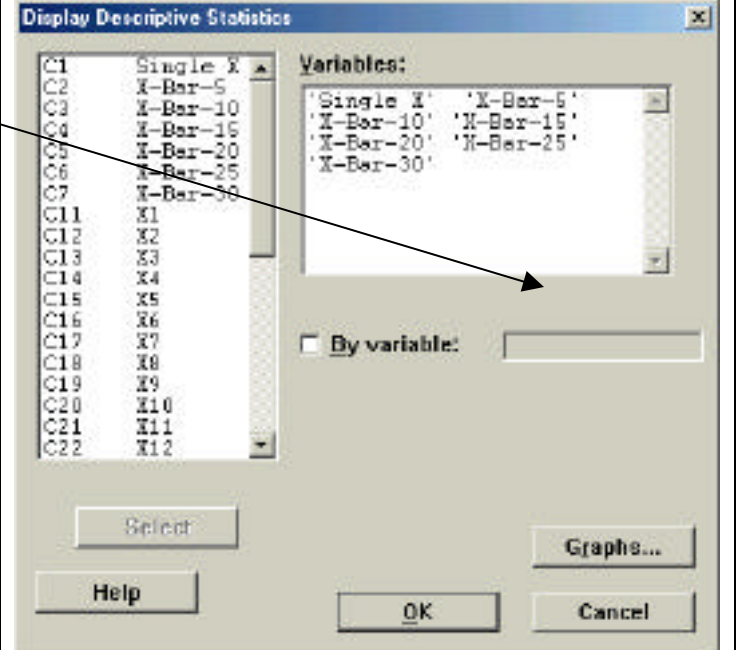 Display Descriptive Statistics
C1 Single X
C2 X-Bar-5
C3 X-Bar-10
C4 X-Bar-15
C5 X-Bar-20
C6 X-Bar-25
C7 X-Bar-30
C11 X1
C12 X2
C13 X3
C14 X4
C15 X5
C16 X6
C17 X7
C18 X8
C19 X9
C20 X10
C21 X11
C22 X12
Variables:
'Single X' 'X-Bar-5'
'X-Bar-10' 'X-Bar-15'
'X-Bar-20' 'X-Bar-25'
'X-Bar-30'
By variable:
Select
Graphs...
Help
OK
Cancel